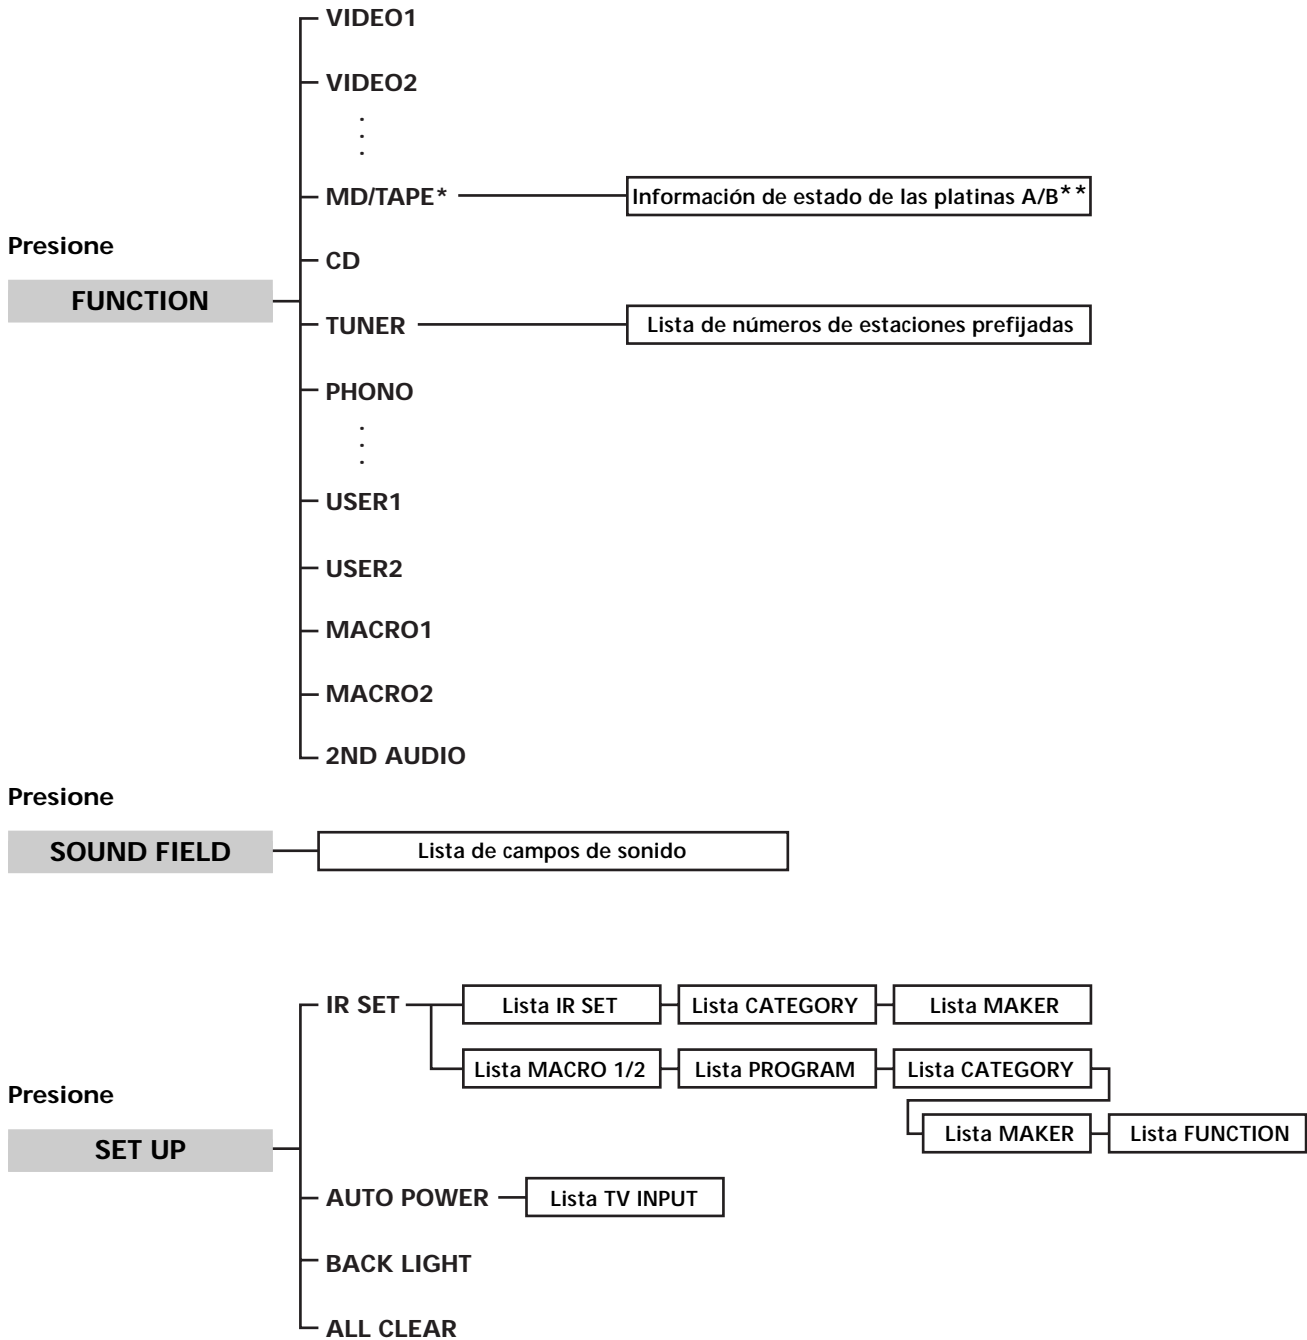 VIDEO1
VIDEO2
.
.
.
MD/TAPE* Información de estado de las platinas A/B**
Presione
CD
FUNCTION
TUNER Lista de números de estaciones prefijadas
PHONO
.
.
.
USER1
USER2
MACRO1
MACRO2
2ND AUDIO
Presione
SOUND FIELD Lista de campos de sonido
IR SET Lista IR SET Lista CATEGORY Lista MAKER
Lista MACRO 1/2 Lista PROGRAM Lista CATEGORY
Presione
Lista MAKER Lista FUNCTION
SET UP
AUTO POWER Lista TV INPUT
BACK LIGHT
ALL CLEAR